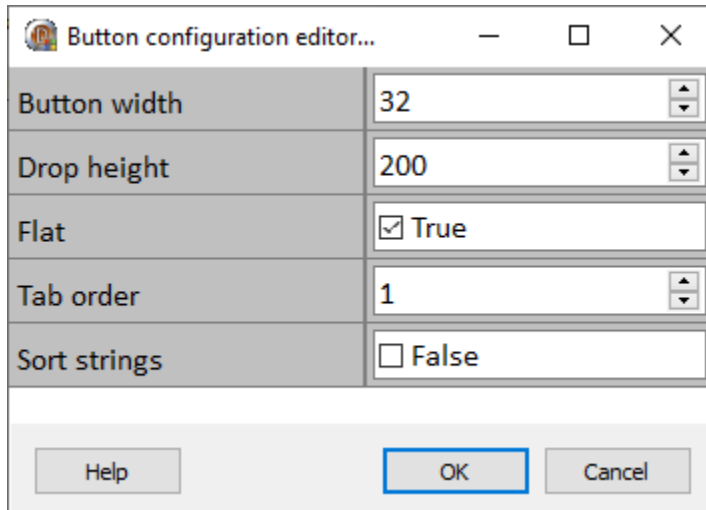 Button configuration editor...
Button width 32
Drop height 200
Flat True
Tab order 1
Sort strings False
Help OK Cancel